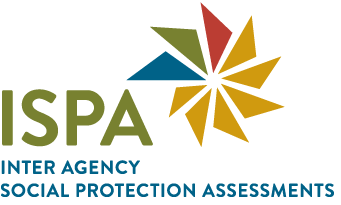 ISPA
INTER AGENCY
SOCIAL PROTECTION ASSESSMENTS